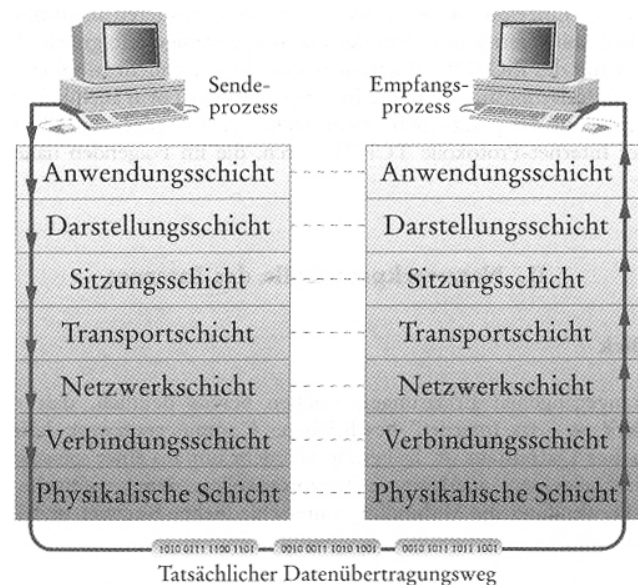 Sende-
prozess
Empfangs-
prozess
Anwendungsschicht
Anwendungsschicht
Darstellungsschicht
Darstellungsschicht
Sitzungsschicht
Sitzungsschicht
Transportschicht
Transportschicht
Netzwerkschicht
Netzwerkschicht
Verbindungsschicht
Verbindungsschicht
Physikalische Schicht
Physikalische Schicht
1010 0111 1100 1101
0010 0011 1010 1001
0010 1011 1011 1001
Tatsächlicher Datenübertragungsweg